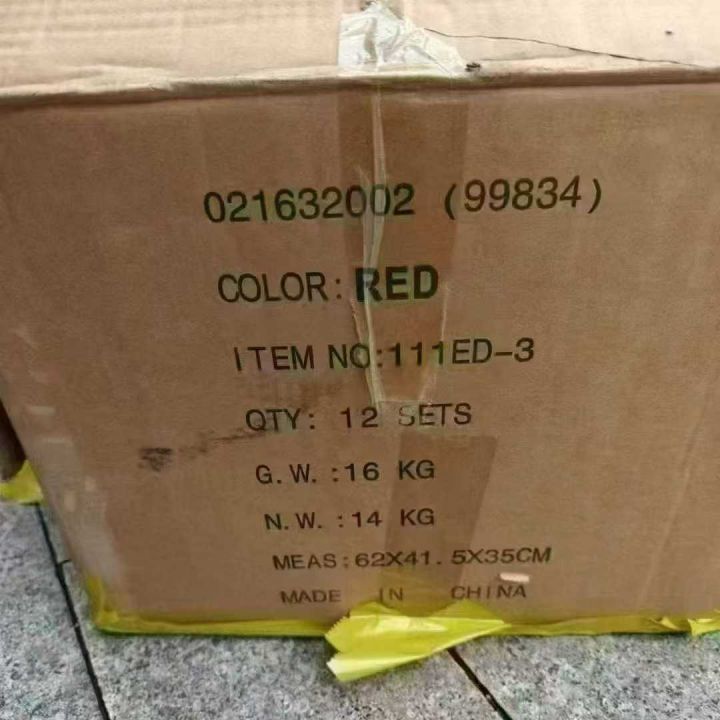 021632002 (99834)
COLOR: RED
ITEM NO:111ED-3
QTY: 12 SETS
G.W.:16 KG
N.W.:14 KG
MEAS:62X41.5X35CM
MADE IN CHINA